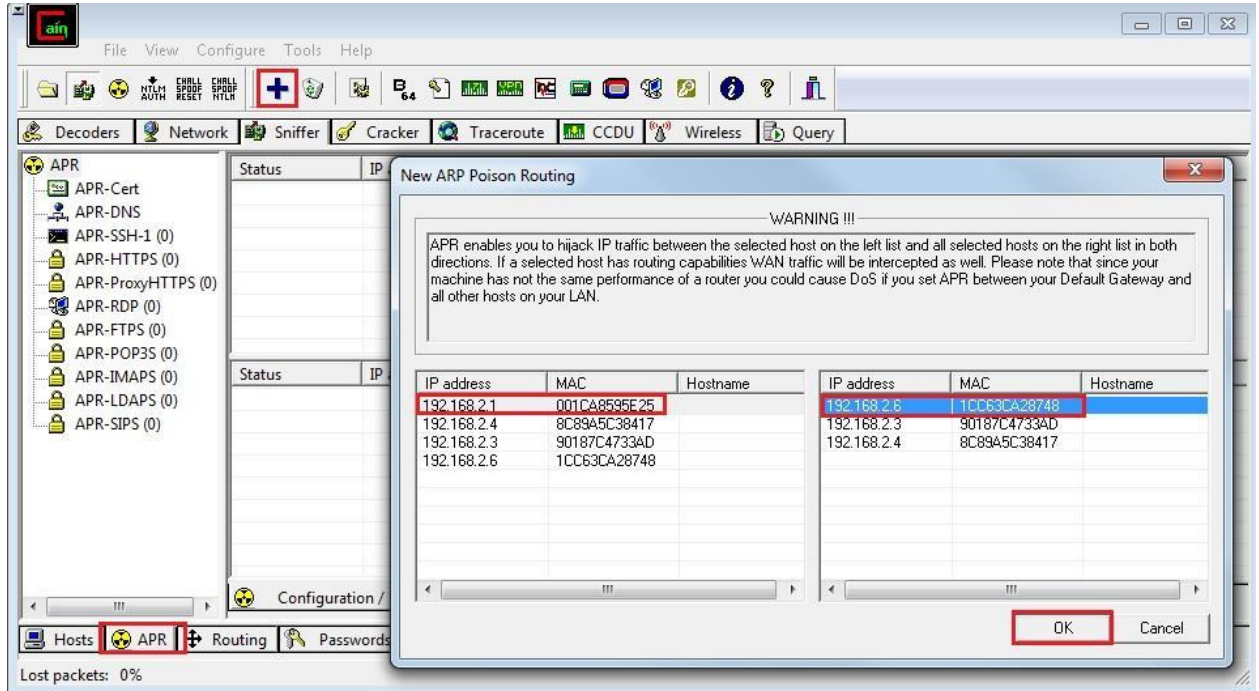 aín
File View Configure Tools Help
NTLM AUTH CHALL SPOOF RESET CHALL SPOOF NTLM B64
Decoders Network Sniffer Cracker Traceroute CCDU Wireless Query
APR
APR-Cert
APR-DNS
APR-SSH-1 (0)
APR-HTTPS (0)
APR-ProxyHTTPS (0)
APR-RDP (0)
APR-FTPS (0)
APR-POP3S (0)
APR-IMAPS (0)
APR-LDAPS (0)
APR-SIPS (0)
Status IP
Status IP
Configuration /
New ARP Poison Routing
WARNING !!!
APR enables you to hijack IP traffic between the selected host on the left list and all selected hosts on the right list in both
directions. If a selected host has routing capabilities WAN traffic will be intercepted as well. Please note that since your
machine has not the same performance of a router you could cause DoS if you set APR between your Default Gateway and
all other hosts on your LAN.
IP address MAC Hostname
192.168.2.1 001CA8595E25
192.168.2.4 8C89A5C38417
192.168.2.3 90187C4733AD
192.168.2.6 1CC63CA28748
IP address MAC Hostname
192.168.2.6 1CC63CA28748
192.168.2.3 90187C4733AD
192.168.2.4 8C89A5C38417
OK Cancel
Hosts APR Routing Passwords
Lost packets: 0%